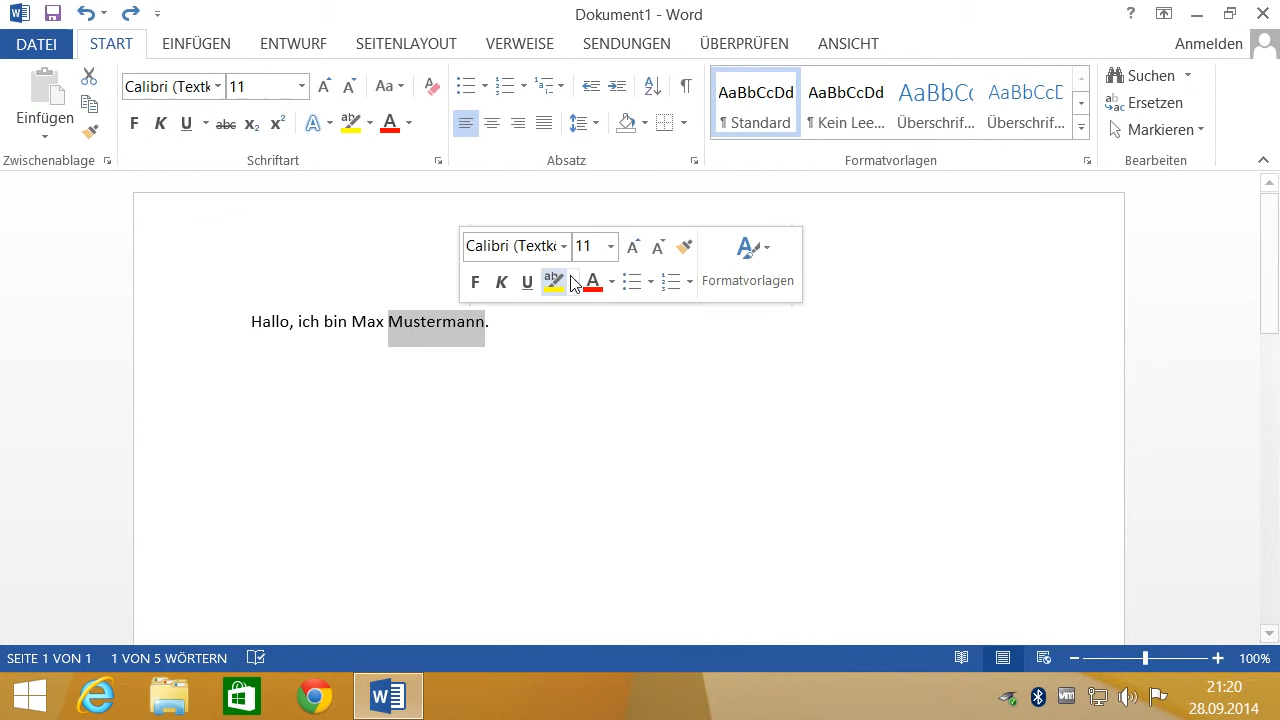 Dokument1 - Word
?
DATEI START EINFÜGEN ENTWURF SEITENLAYOUT VERWEISE SENDUNGEN ÜBERPRÜFEN ANSICHT Anmelden
Calibri (Textk 11 Aa
Einfügen
F K U abc x₂ x² A ab A
Zwischenablage Schriftart Absatz
AaBbCcDd AaBbCcDd AaBbCc AaBbCcD
¶ Standard ¶ Kein Lee... Überschrif... Überschrif...
Formatvorlagen
Suchen
Ersetzen
Markieren
Bearbeiten
Calibri (Textk 11
F K U ab A Formatvorlagen
Hallo, ich bin Max Mustermann.
SEITE 1 VON 1 1 VON 5 WÖRTERN 100%
21:20
28.09.2014